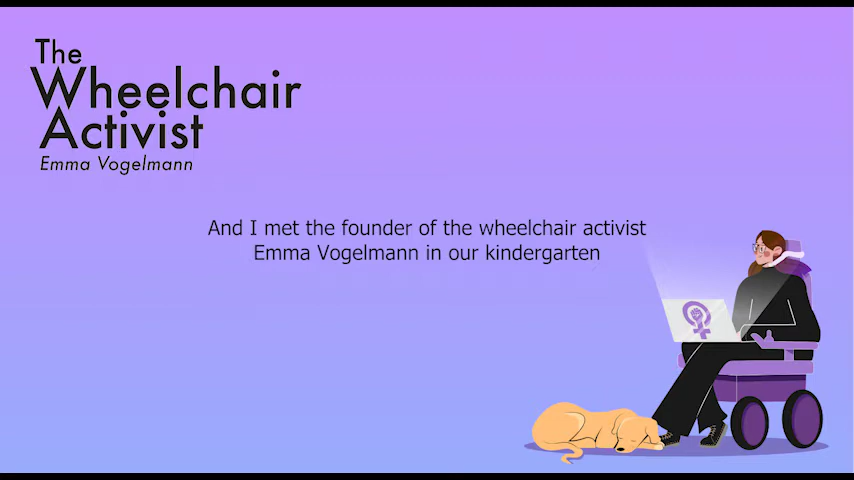 The
Wheelchair
Activist
Emma Vogelmann
And I met the founder of the wheelchair activist
Emma Vogelmann in our kindergarten